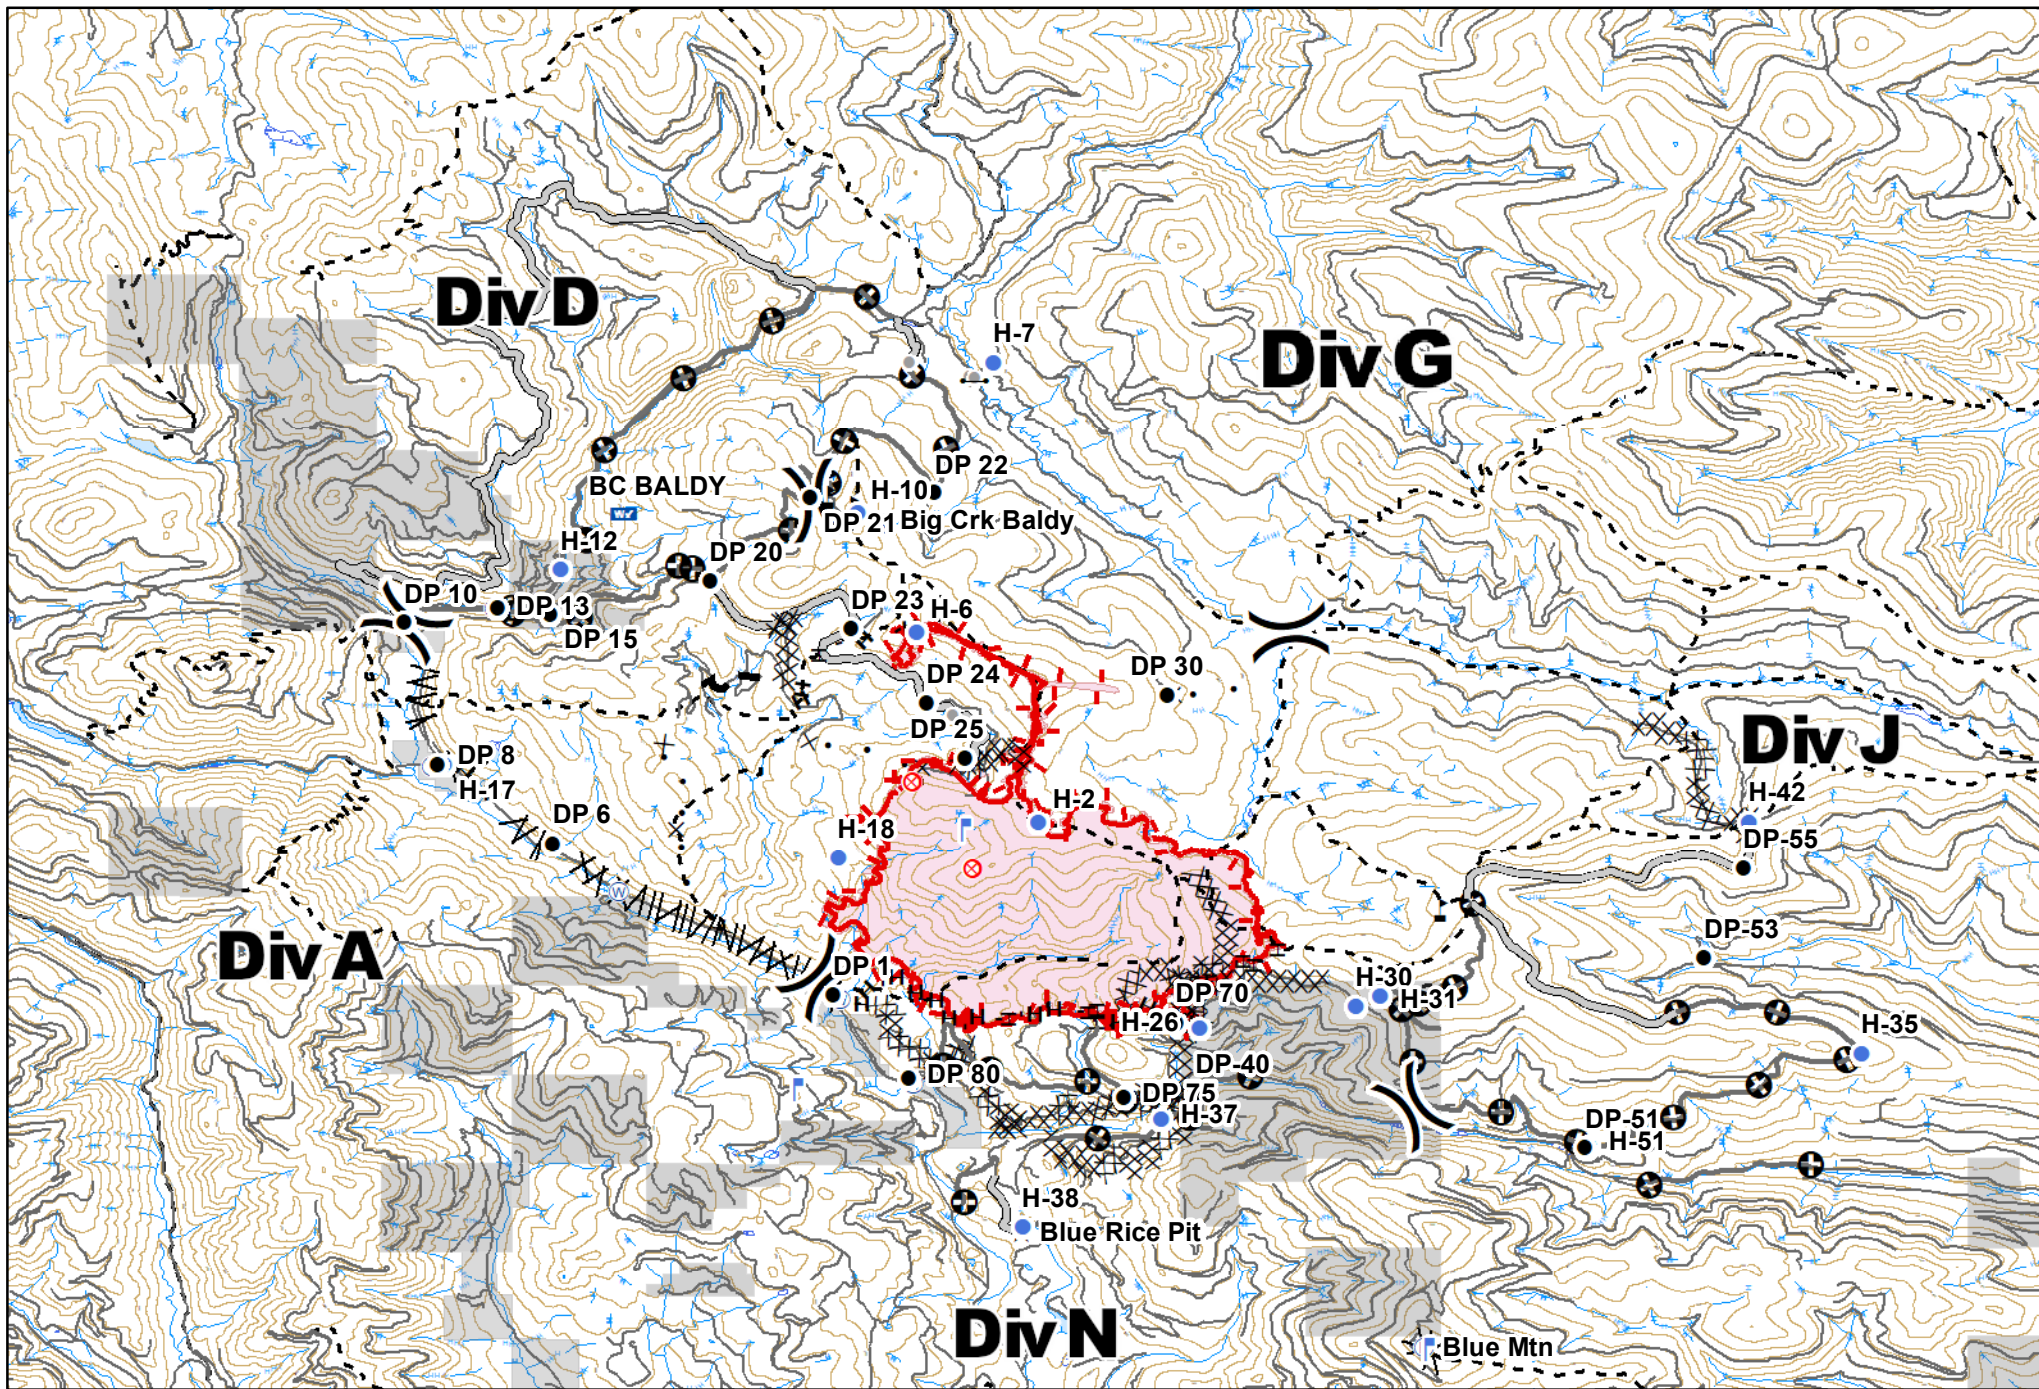 Div D
H-7
Div G
DP 22
BC BALDY
H-10
DP 21
Big Crk Baldy
H-12
DP 20
DP 10
DP 13
DP 23
H-6
DP 15
DP 30
DP 24
DP 25
Div J
DP 8
H-17
H-42
H-2
DP 6
H-18
DP-55
W
DP-53
Div A
DP 1
H
H-30
H-31
DP 70
H-26
H-35
DP-40
DP 80
DP 75
H-37
DP-51
H-51
H-38
Blue Rice Pit
Div N
Blue Mtn